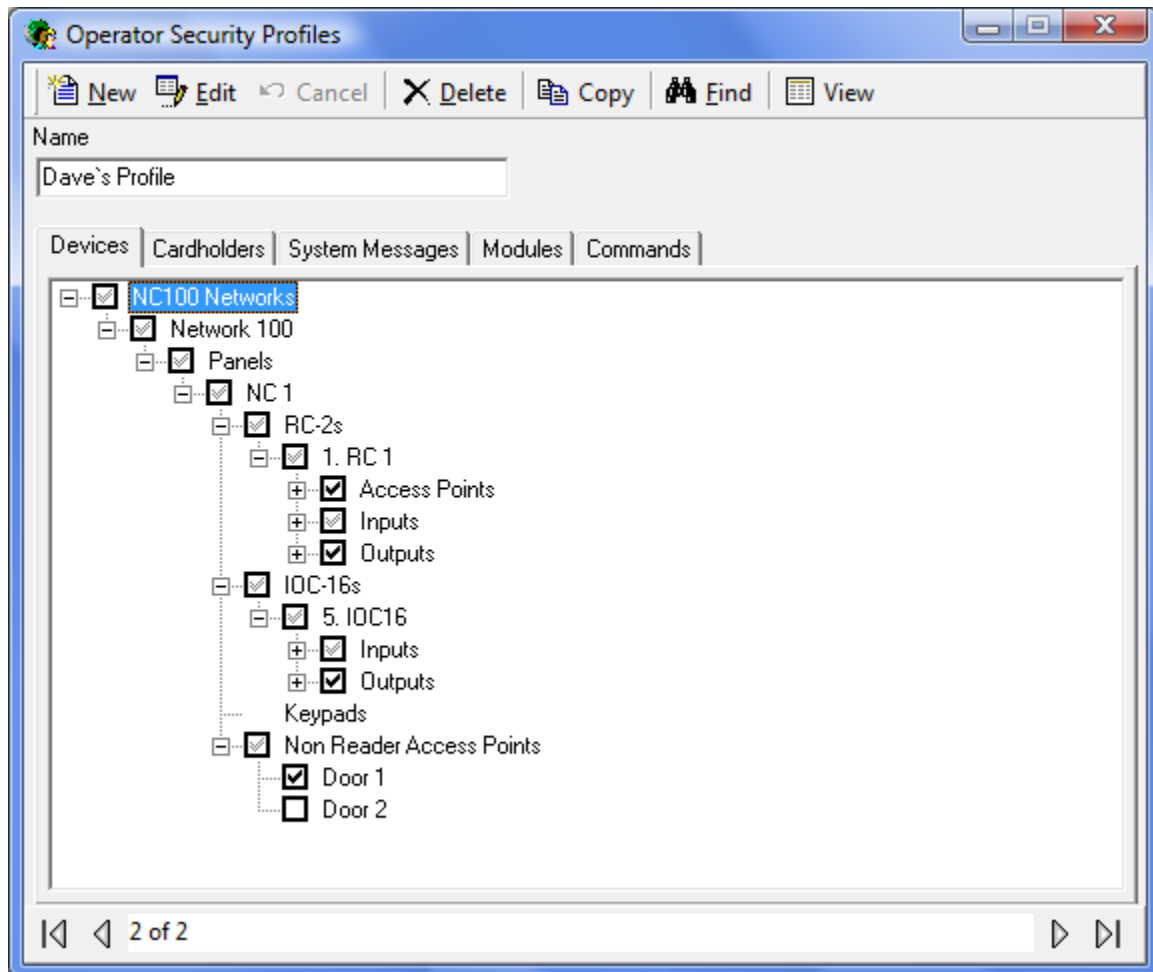 Operator Security Profiles
New Edit Cancel Delete Copy Find View
Name
Dave`s Profile
Devices Cardholders System Messages Modules Commands
NC100 Networks
Network 100
Panels
NC 1
RC-2s
1. RC 1
Access Points
Inputs
Outputs
IOC-16s
5. IOC16
Inputs
Outputs
Keypads
Non Reader Access Points
Door 1
Door 2
2 of 2